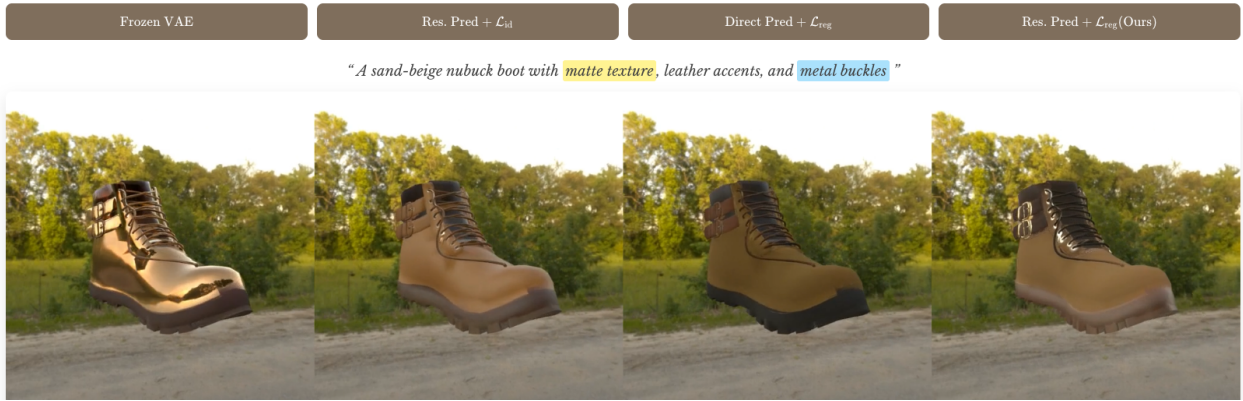 Frozen VAE
Res. Pred + ℒid
Direct Pred + ℒreg
Res. Pred + ℒreg(Ours)
“ A sand-beige nubuck boot with matte texture, leather accents, and metal buckles ”